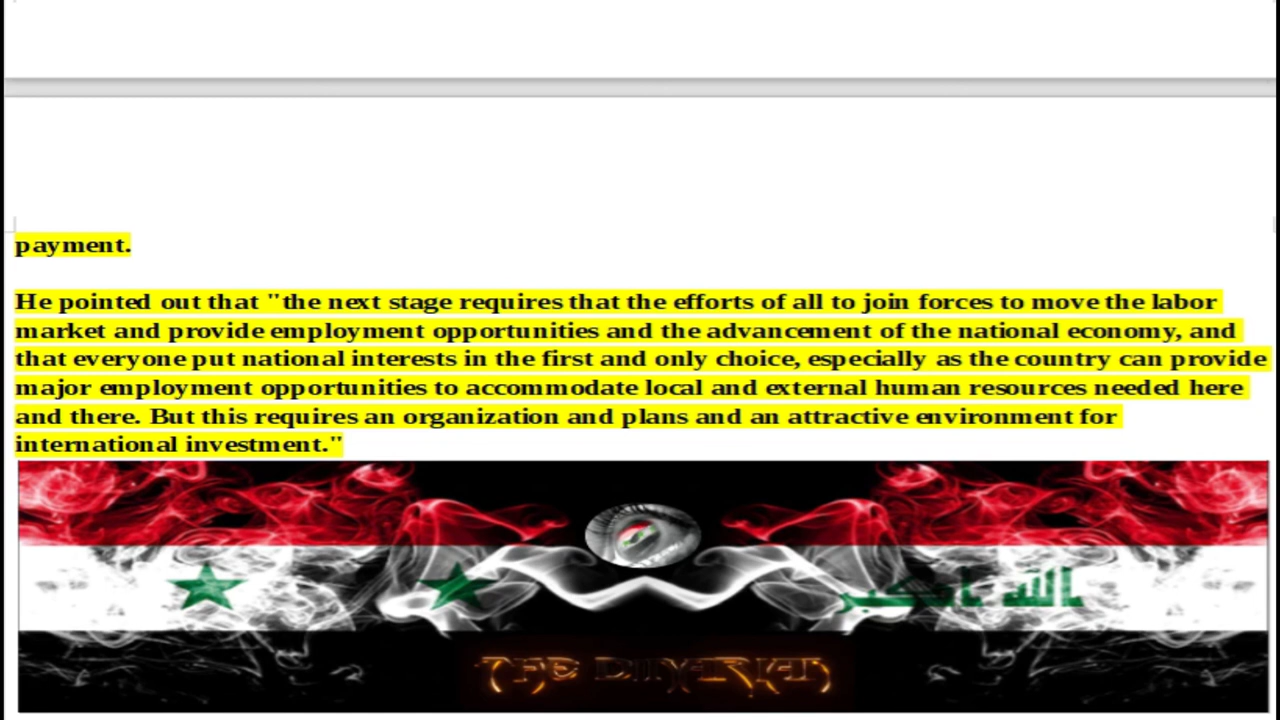 payment.
He pointed out that "the next stage requires that the efforts of all to join forces to move the labor
market and provide employment opportunities and the advancement of the national economy, and
that everyone put national interests in the first and only choice, especially as the country can provide
major employment opportunities to accommodate local and external human resources needed here
and there. But this requires an organization and plans and an attractive environment for
international investment."
الله اكبر
THE DINARIAN